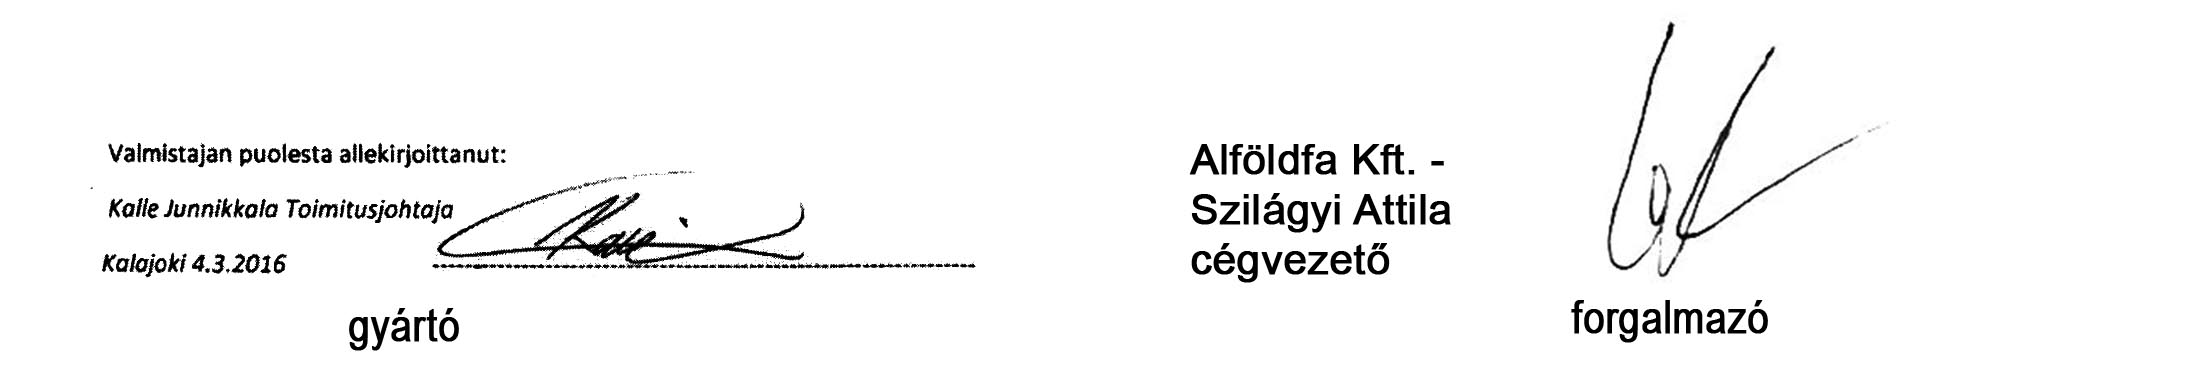 Valmistajan puolesta allekirjoittanut:
Kalle Junnikkala Toimitusjohtaja
Kalajoki 4.3.2016
gyártó
Alföldfa Kft. -
Szilágyi Attila
cégvezető
forgalmazó